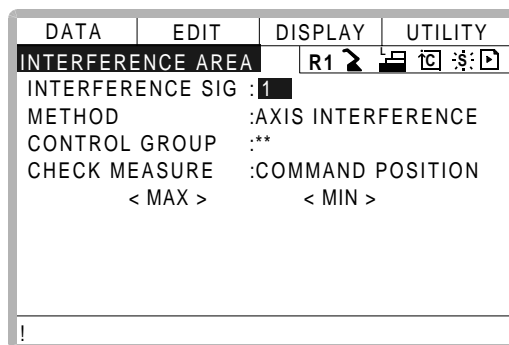 DATA EDIT DISPLAY UTILITY
INTERFERENCE AREA R1 L C S
INTERFERENCE SIG :1
METHOD :AXIS INTERFERENCE
CONTROL GROUP :**
CHECK MEASURE :COMMAND POSITION
< MAX > < MIN >
!